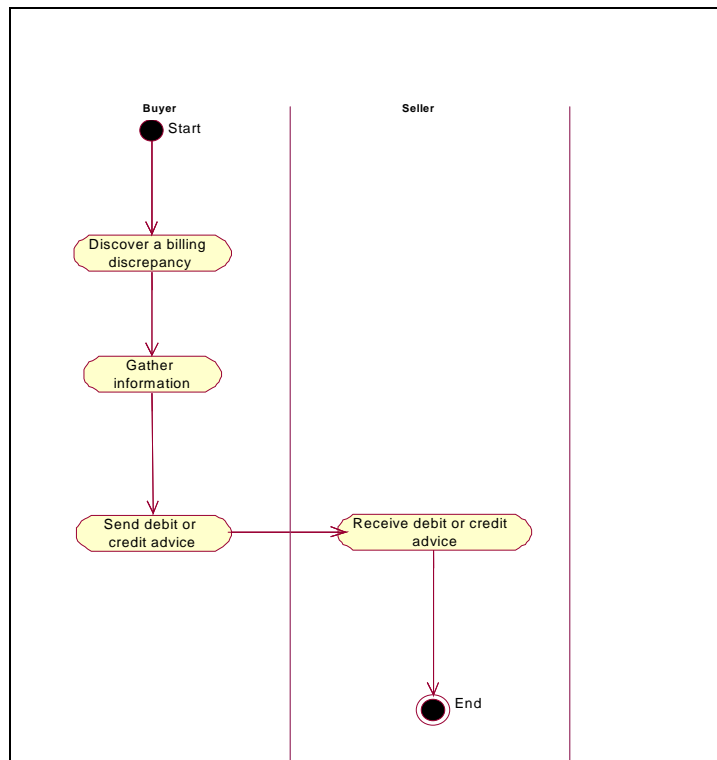 Buyer
Seller
Start
Discover a billing
discrepancy
Gather
information
Send debit or
credit advice
Receive debit or credit
advice
End